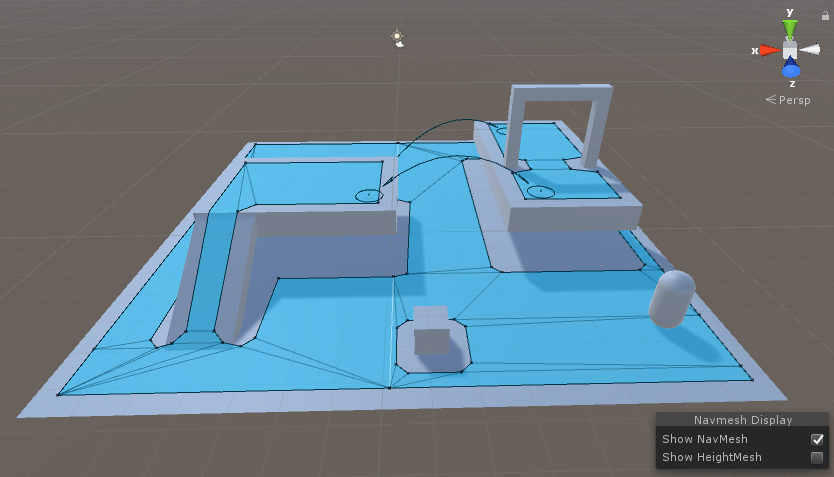 y
x
z
Persp
Navmesh Display
Show NavMesh
Show HeightMesh